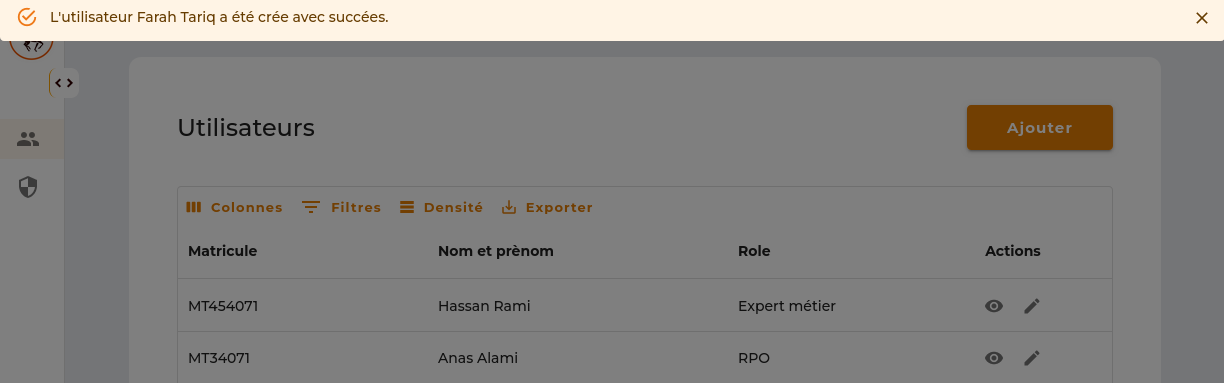 L'utilisateur Farah Tariq a été crée avec succées.
Utilisateurs
Ajouter
Colonnes Filtres Densité Exporter
Matricule Nom et prènom Role Actions
MT454071 Hassan Rami Expert métier
MT34071 Anas Alami RPO